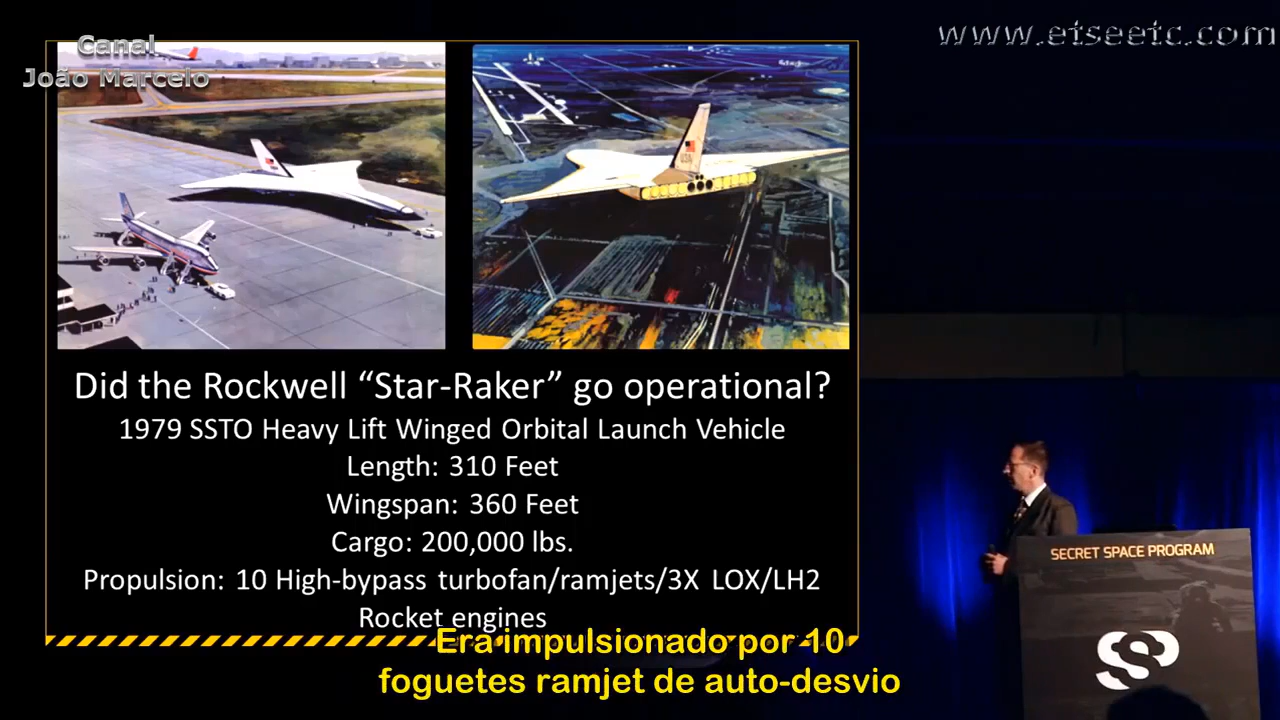 Canal
João Marcelo
www.etseetc.com
USA
Did the Rockwell “Star-Raker” go operational?
1979 SSTO Heavy Lift Winged Orbital Launch Vehicle
Length: 310 Feet
Wingspan: 360 Feet
Cargo: 200,000 lbs.
Propulsion: 10 High-bypass turbofan/ramjets/3X LOX/LH2
Rocket engines
SECRET SPACE PROGRAM
SSP
Era impulsionado por 10
foguetes ramjet de auto-desvio